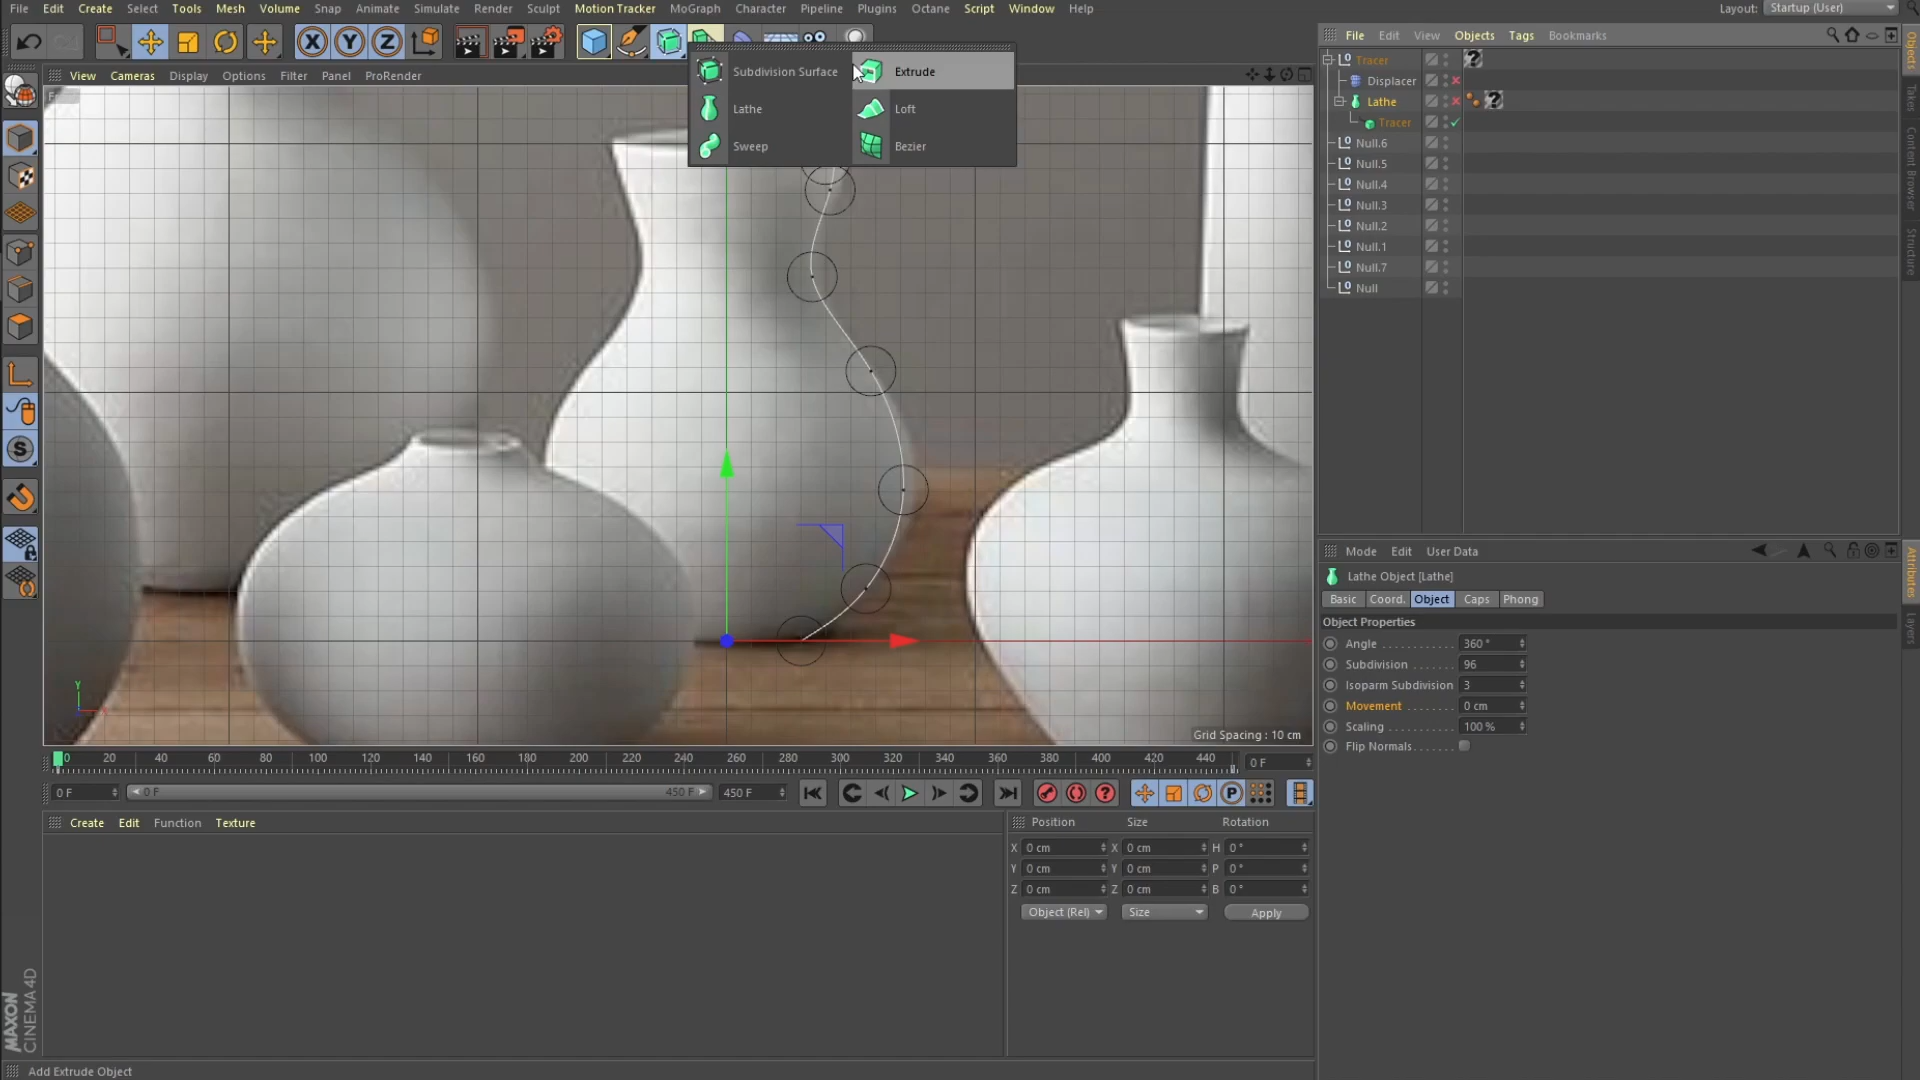 File Edit Create Select Tools Mesh Volume Snap Animate Simulate Render Sculpt Motion Tracker MoGraph Character Pipeline Plugins Octane Script Window Help Layout: Startup (User)
X Y Z
View Cameras Display Options Filter Panel ProRender
Subdivision Surface Extrude
Lathe Loft
Sweep Bezier
File Edit View Objects Tags Bookmarks
Tracer
Displacer
Lathe
Tracer
Null.6
Null.5
Null.4
Null.3
Null.2
Null.1
Null.7
Null
Objects
Takes
Content Browser
Structure
Mode Edit User Data
Lathe Object [Lathe]
Basic Coord. Object Caps Phong
Object Properties
Angle 360 °
Subdivision 96
Isoparm Subdivision 3
Movement 0 cm
Scaling 100 %
Flip Normals
Attributes
Layers
S
Y
Grid Spacing : 10 cm
0 20 40 60 80 100 120 140 160 180 200 220 240 260 280 300 320 340 360 380 400 420 440 0 F
0 F 0 F 450 F 450 F
P
Create Edit Function Texture
Position Size Rotation
X 0 cm X 0 cm H 0 °
Y 0 cm Y 0 cm P 0 °
Z 0 cm Z 0 cm B 0 °
Object (Rel) Size Apply
MAXON
CINEMA 4D
Add Extrude Object